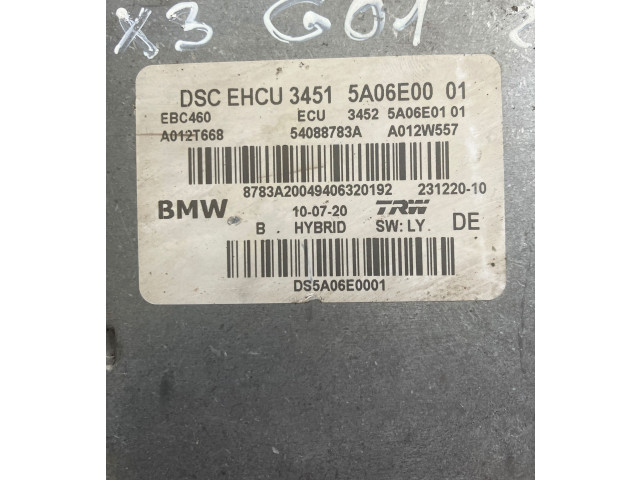 X3 G01
DSC EHCU 3451 5A06E00 01
EBC460 ECU 3452 5A06E01 01
A012T668 54088783A A012W557
8783A20049406320192 231220-10
BMW 10-07-20 TRW DE
B HYBRID SW: LY
DS5A06E0001